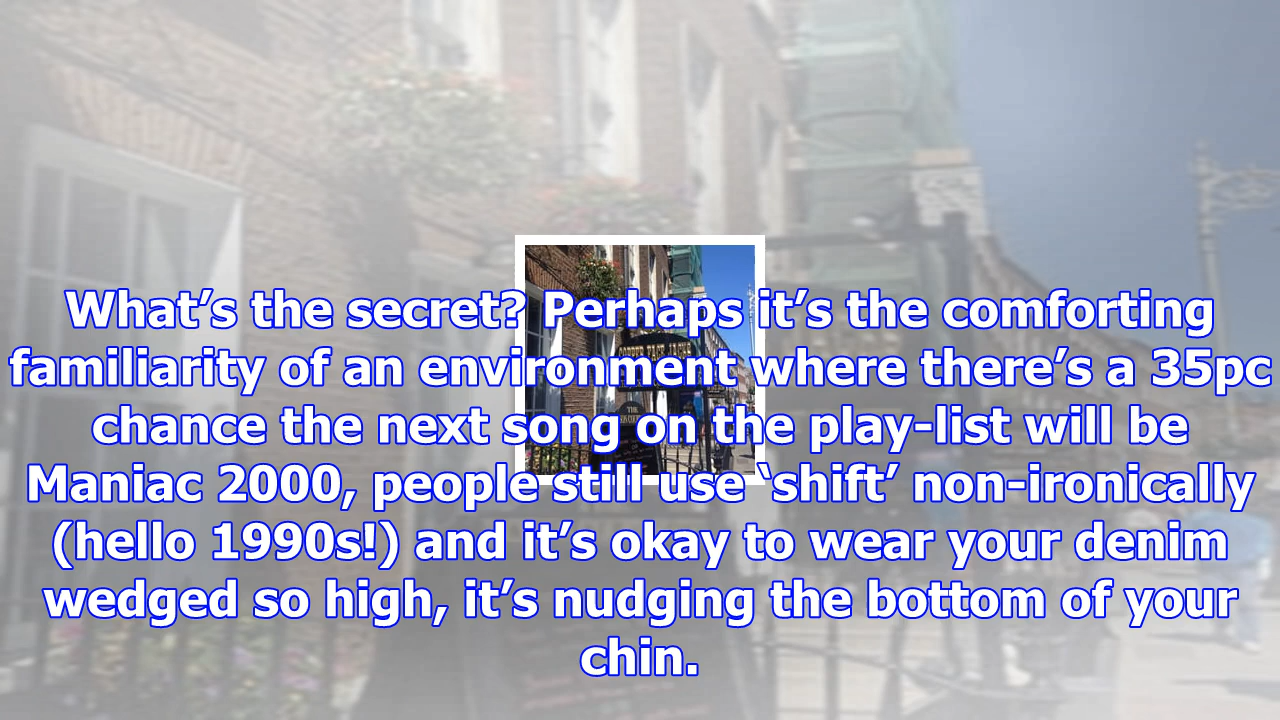 What’s the secret? Perhaps it’s the comforting
familiarity of an environment where there’s a 35pc
chance the next song on the play-list will be
Maniac 2000, people still use ‘shift’ non-ironically
(hello 1990s!) and it’s okay to wear your denim
wedged so high, it’s nudging the bottom of your
chin.